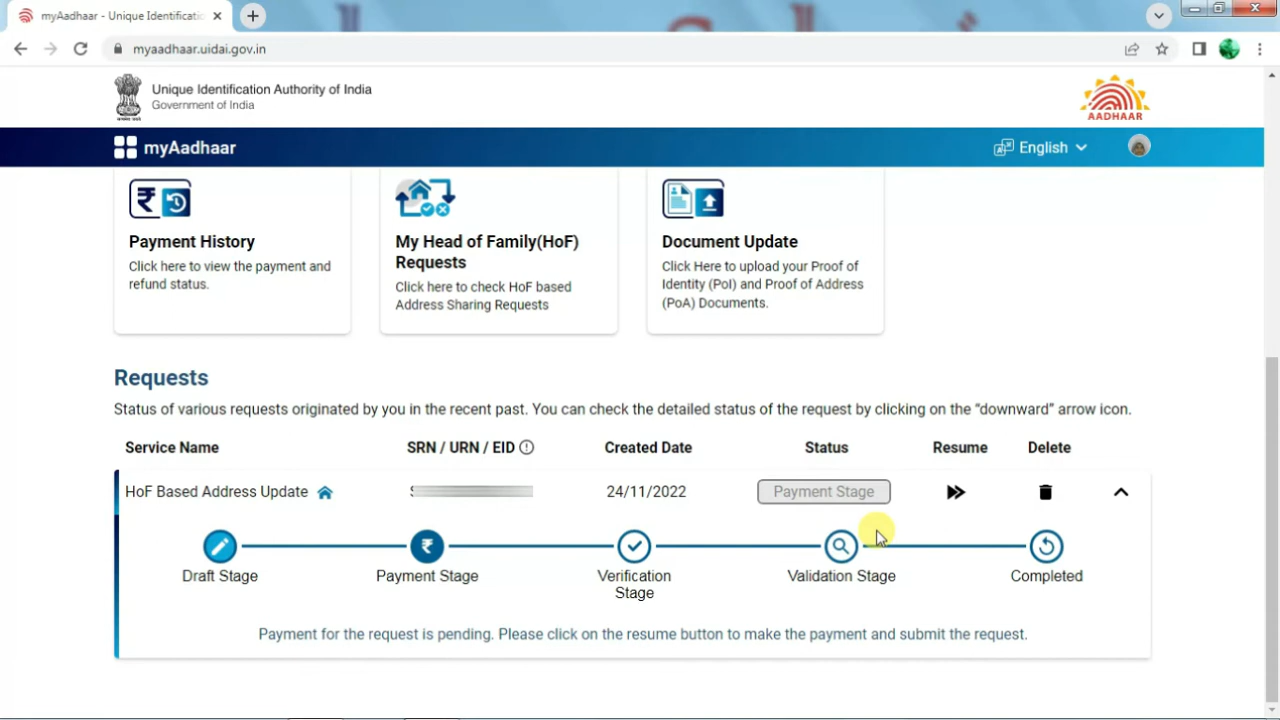 myAadhaar - Unique Identificatio
myaadhaar.uidai.gov.in
Unique Identification Authority of India
Government of India
AADHAAR
myAadhaar
English
Payment History
Click here to view the payment and
refund status.
My Head of Family(HoF)
Requests
Click here to check HoF based
Address Sharing Requests
Document Update
Click Here to upload your Proof of
Identity (PoI) and Proof of Address
(PoA) Documents.
Requests
Status of various requests originated by you in the recent past. You can check the detailed status of the request by clicking on the “downward” arrow icon.
Service Name SRN / URN / EID Created Date Status Resume Delete
HoF Based Address Update 24/11/2022 Payment Stage
Draft Stage Payment Stage Verification Validation Stage Completed
Stage
Payment for the request is pending. Please click on the resume button to make the payment and submit the request.